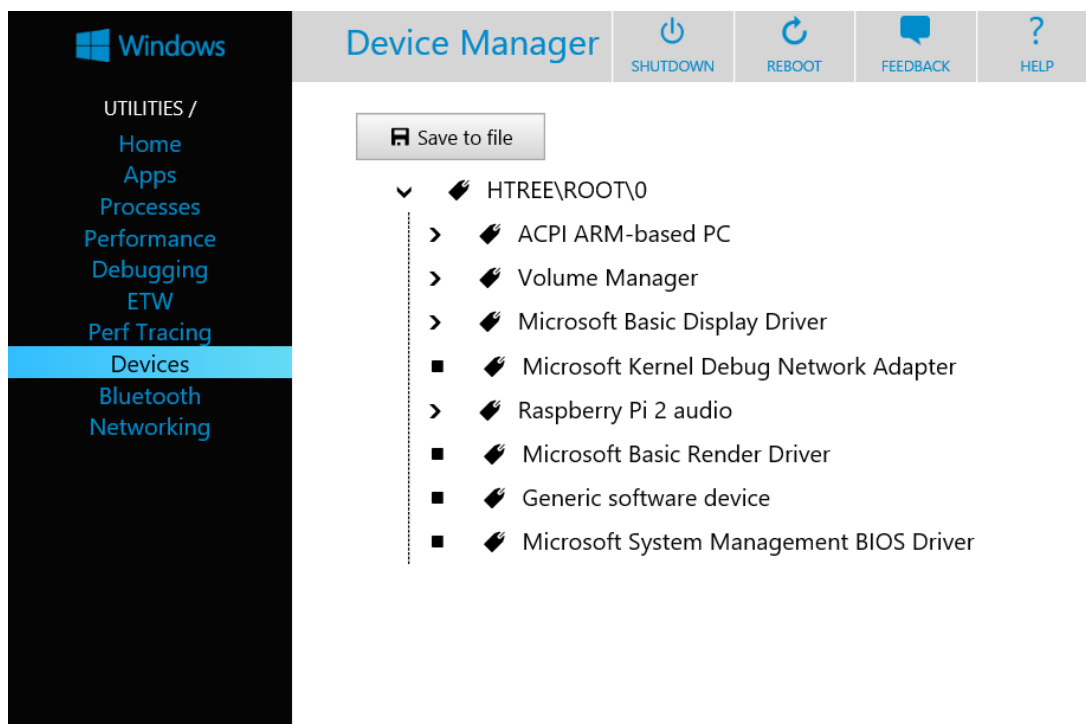 Windows
UTILITIES /
Home
Apps
Processes
Performance
Debugging
ETW
Perf Tracing
Devices
Bluetooth
Networking
Device Manager
SHUTDOWN
REBOOT
FEEDBACK
?
HELP
Save to file
HTREE\ROOT\0
ACPI ARM-based PC
Volume Manager
Microsoft Basic Display Driver
Microsoft Kernel Debug Network Adapter
Raspberry Pi 2 audio
Microsoft Basic Render Driver
Generic software device
Microsoft System Management BIOS Driver